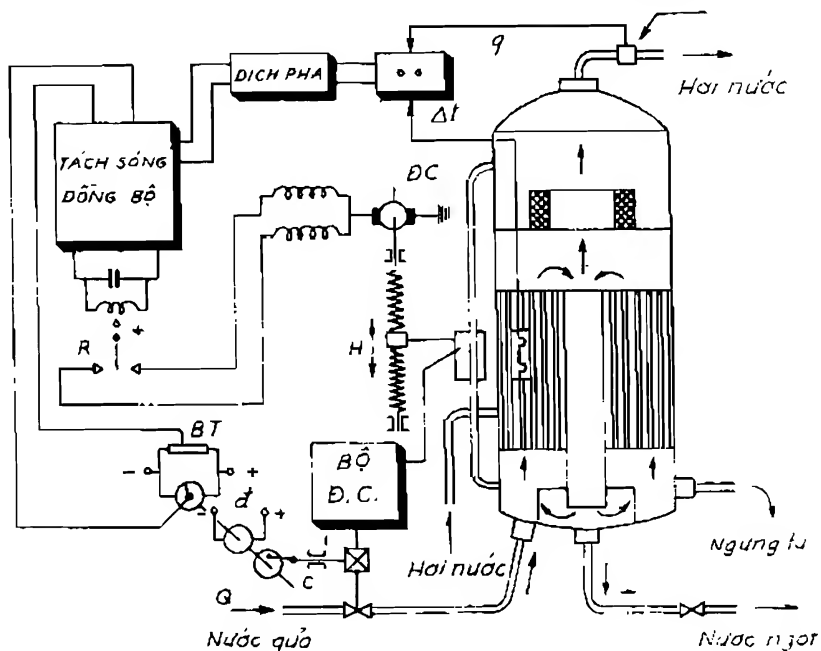 q
DỊCH PHA
Hơi nước
Δt
TÁCH SÓNG
ĐỒNG BỘ
ĐC
+
R
H
BT
- +
BỘ
Đ.C.
đ
- +
-
C
Hơi nước
Ngưng tụ
Q
Nước quả
Nước ngọt